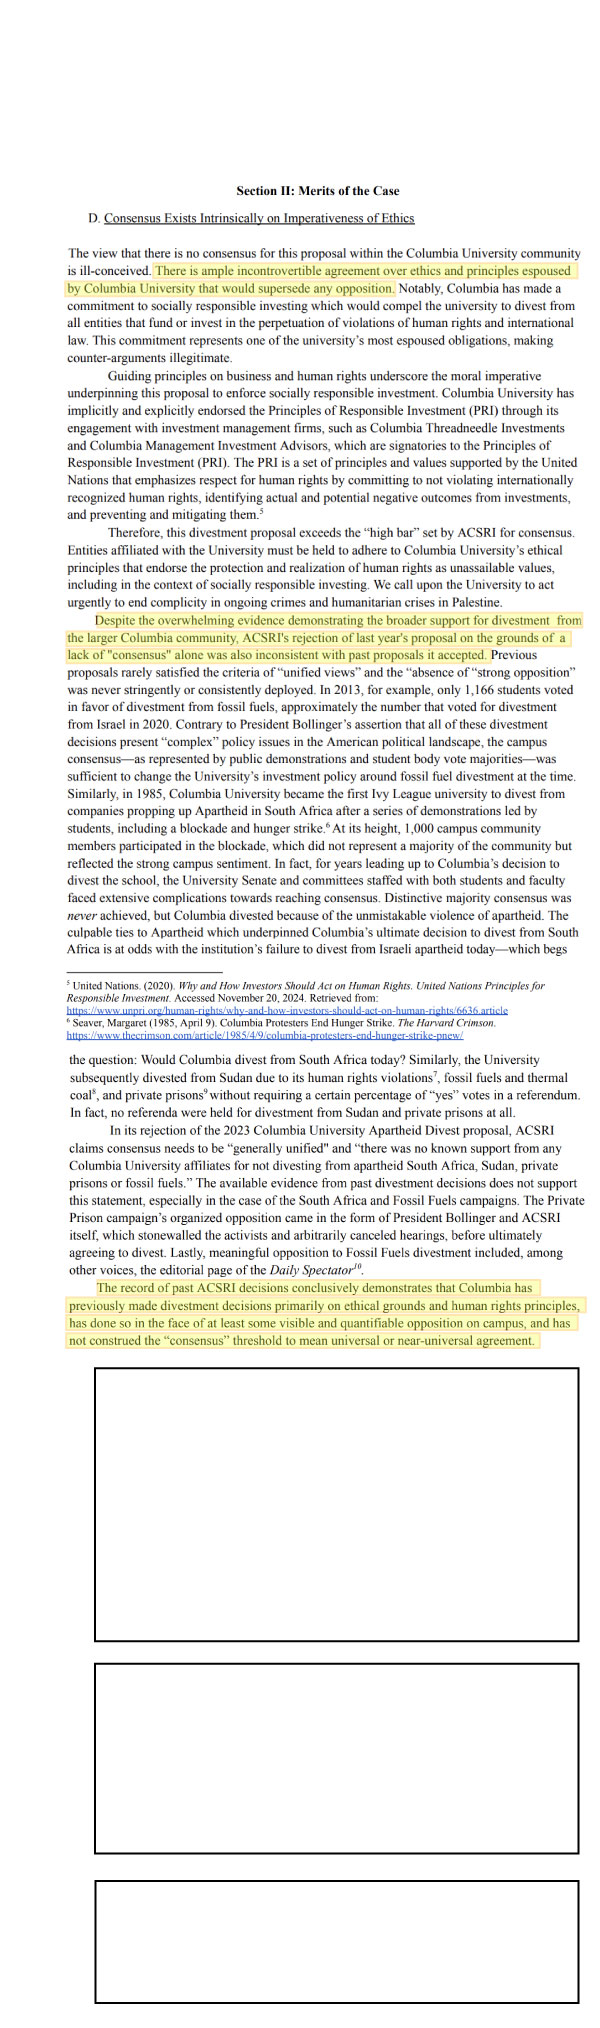 Section II: Merits of the Case
D. Consensus Exists Intrinsically on Imperativeness of Ethics
The view that there is no consensus for this proposal within the Columbia University community
is ill-conceived. There is ample incontrovertible agreement over ethics and principles espoused
by Columbia University that would supersede any opposition. Notably, Columbia has made a
commitment to socially responsible investing which would compel the university to divest from
all entities that fund or invest in the perpetuation of violations of human rights and international
law. This commitment represents one of the university's most espoused obligations, making
counter-arguments illegitimate.
Guiding principles on business and human rights underscore the moral imperative
underpinning this proposal to enforce socially responsible investment. Columbia University has
implicitly and explicitly endorsed the Principles of Responsible Investment (PRI) through its
engagement with investment management firms, such as Columbia Threadneedle Investments
and Columbia Management Investment Advisors, which are signatories to the Principles of
Responsible Investment (PRI). The PRI is a set of principles and values supported by the United
Nations that emphasizes respect for human rights by committing to not violating internationally
recognized human rights, identifying actual and potential negative outcomes from investments,
and preventing and mitigating them.⁵
Therefore, this divestment proposal exceeds the “high bar” set by ACSRI for consensus.
Entities affiliated with the University must be held to adhere to Columbia University’s ethical
principles that endorse the protection and realization of human rights as unassailable values,
including in the context of socially responsible investing. We call upon the University to act
urgently to end complicity in ongoing crimes and humanitarian crises in Palestine.
Despite the overwhelming evidence demonstrating the broader support for divestment from
the larger Columbia community, ACSRI's rejection of last year's proposal on the grounds of a
lack of "consensus" alone was also inconsistent with past proposals it accepted. Previous
proposals rarely satisfied the criteria of “unified views” and the “absence of “strong opposition”
was never stringently or consistently deployed. In 2013, for example, only 1,166 students voted
in favor of divestment from fossil fuels, approximately the number that voted for divestment
from Israel in 2020. Contrary to President Bollinger’s assertion that all of these divestment
decisions present “complex” policy issues in the American political landscape, the campus
consensus—as represented by public demonstrations and student body vote majorities—was
sufficient to change the University’s investment policy around fossil fuel divestment at the time.
Similarly, in 1985, Columbia University became the first Ivy League university to divest from
companies propping up Apartheid in South Africa after a series of demonstrations led by
students, including a blockade and hunger strike.⁶ At its height, 1,000 campus community
members participated in the blockade, which did not represent a majority of the community but
reflected the strong campus sentiment. In fact, for years leading up to Columbia’s decision to
divest the school, the University Senate and committees staffed with both students and faculty
faced extensive complications towards reaching consensus. Distinctive majority consensus was
never achieved, but Columbia divested because of the unmistakable violence of apartheid. The
culpable ties to Apartheid which underpinned Columbia’s ultimate decision to divest from South
Africa is at odds with the institution’s failure to divest from Israeli apartheid today—which begs
⁵ United Nations. (2020). Why and How Investors Should Act on Human Rights. United Nations Principles for
Responsible Investment. Accessed November 20, 2024. Retrieved from:
https://www.unpri.org/human-rights/why-and-how-investors-should-act-on-human-rights/6636.article
⁶ Seaver, Margaret (1985, April 9). Columbia Protesters End Hunger Strike. The Harvard Crimson.
https://www.thecrimson.com/article/1985/4/9/columbia-protesters-end-hunger-strike-pnew/
the question: Would Columbia divest from South Africa today? Similarly, the University
subsequently divested from Sudan due to its human rights violations⁷, fossil fuels and thermal
coal⁸, and private prisons⁹ without requiring a certain percentage of “yes” votes in a referendum.
In fact, no referenda were held for divestment from Sudan and private prisons at all.
In its rejection of the 2023 Columbia University Apartheid Divest proposal, ACSRI
claims consensus needs to be “generally unified" and “there was no known support from any
Columbia University affiliates for not divesting from apartheid South Africa, Sudan, private
prisons or fossil fuels.” The available evidence from past divestment decisions does not support
this statement, especially in the case of the South Africa and Fossil Fuels campaigns. The Private
Prison campaign’s organized opposition came in the form of President Bollinger and ACSRI
itself, which stonewalled the activists and arbitrarily canceled hearings, before ultimately
agreeing to divest. Lastly, meaningful opposition to Fossil Fuels divestment included, among
other voices, the editorial page of the Daily Spectator¹⁰.
The record of past ACSRI decisions conclusively demonstrates that Columbia has
previously made divestment decisions primarily on ethical grounds and human rights principles,
has done so in the face of at least some visible and quantifiable opposition on campus, and has
not construed the “consensus” threshold to mean universal or near-universal agreement.